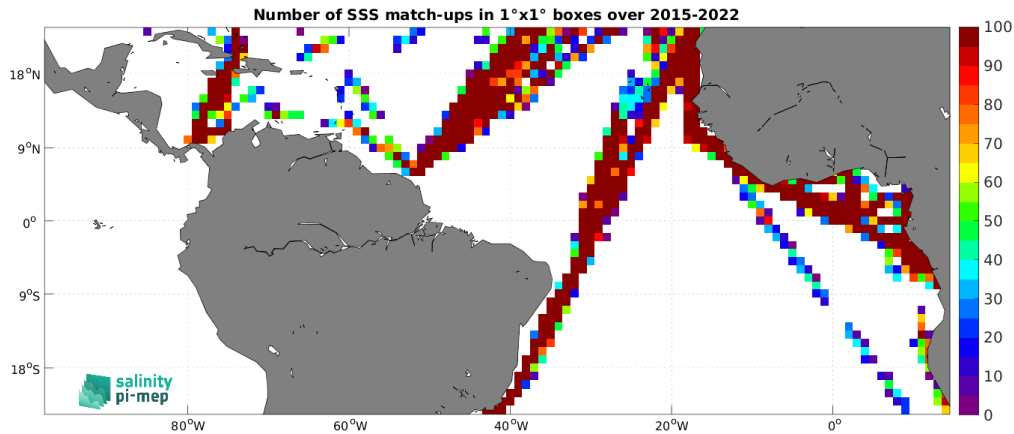 Number of SSS match-ups in 1°x1° boxes over 2015-2022
100
90
80
70
60
50
40
30
20
10
0
18°N
9°N
0°
9°S
18°S
80°W
60°W
40°W
20°W
0°
salinity
pi-mep